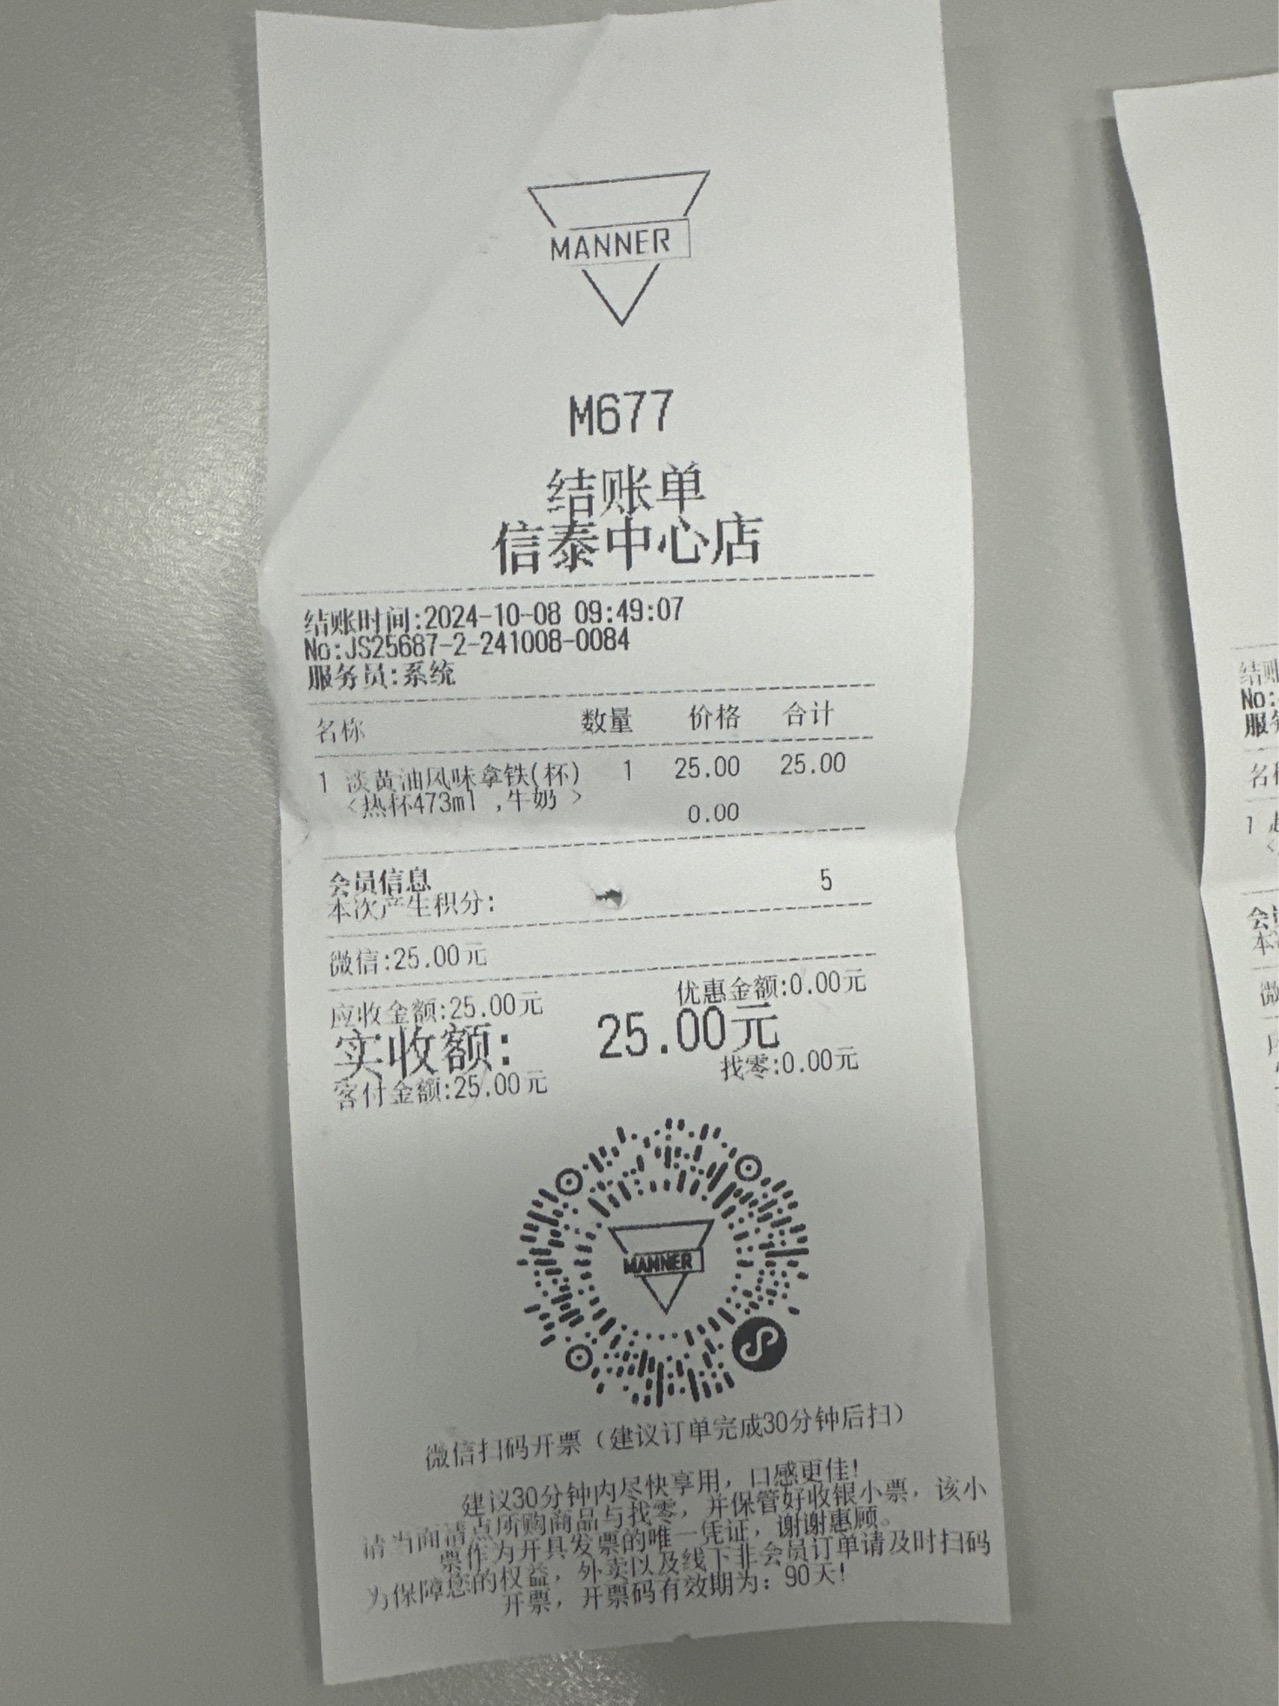 MANNER
M677
结账单
信泰中心店
结账时间:2024-10-08 09:49:07
No:JS25687-2-241008-0084
服务员:系统
名称 数量 价格 合计
1 淡黄油风味拿铁(杯) 1 25.00 25.00
<热杯473ml ,牛奶 > 0.00
会员信息
本次产生积分: 5
微信:25.00元
应收金额:25.00元 优惠金额:0.00元
实收额: 25.00元
客付金额:25.00元 找零:0.00元
MANNER
微信扫码开票（建议订单完成30分钟后扫）
建议30分钟内尽快享用，口感更佳!
请当面清点所购商品与找零，并保管好收银小票，该小
票作为开具发票的唯一凭证，谢谢惠顾。
为保障您的权益，外卖以及线下非会员订单请及时扫码
开票，开票码有效期为：90天!
结
No:
服
名
1
<
会
本
微